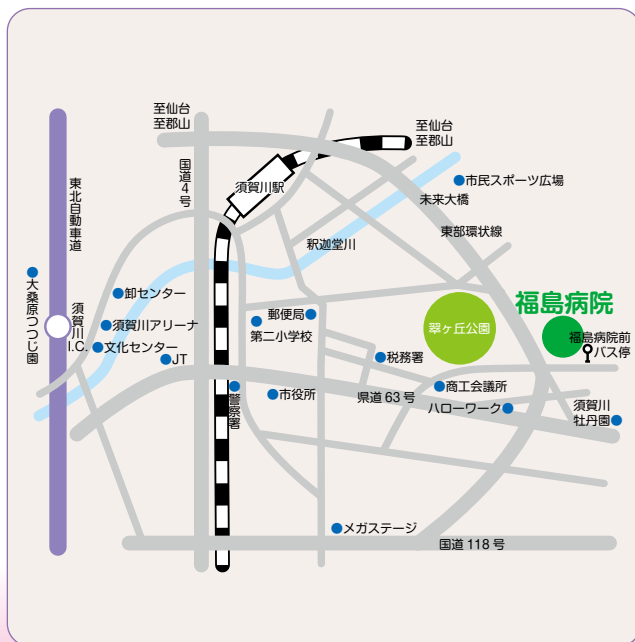 至仙台
至郡山
国道4号
至仙台
至郡山
須賀川駅
市民スポーツ広場
未来大橋
東部環状線
釈迦堂川
東北自動車道
大桑原つつじ園
須賀川
I.C.
卸センター
須賀川アリーナ
文化センター
JT
郵便局
第二小学校
翠ヶ丘公園
福島病院
福島病院前
バス停
税務署
警察署
市役所
県道63号
商工会議所
ハローワーク
須賀川
牡丹園
メガステージ
国道118号